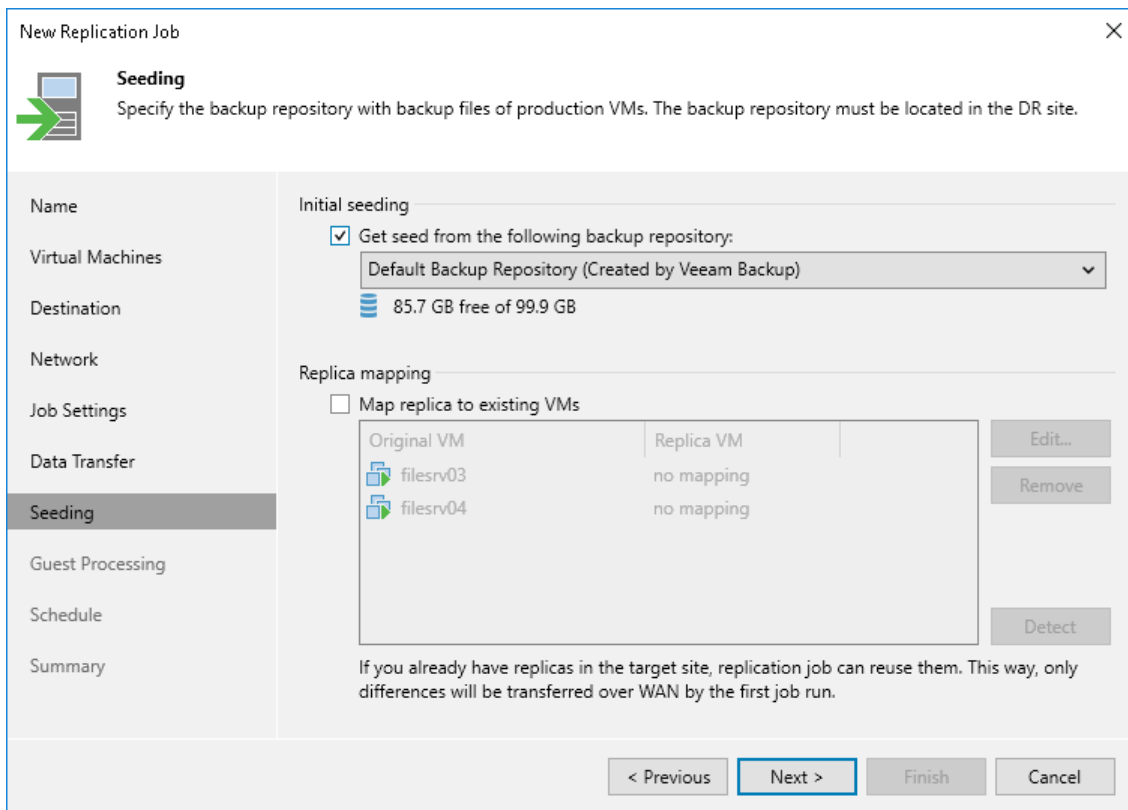 New Replication Job
Seeding
Specify the backup repository with backup files of production VMs. The backup repository must be located in the DR site.
Name
Virtual Machines
Destination
Network
Job Settings
Data Transfer
Seeding
Guest Processing
Schedule
Summary
Initial seeding
Get seed from the following backup repository:
Default Backup Repository (Created by Veeam Backup)
85.7 GB free of 99.9 GB
Replica mapping
Map replica to existing VMs
Original VM Replica VM
filesrv03 no mapping
filesrv04 no mapping
Edit...
Remove
Detect
If you already have replicas in the target site, replication job can reuse them. This way, only
differences will be transferred over WAN by the first job run.
< Previous Next > Finish Cancel